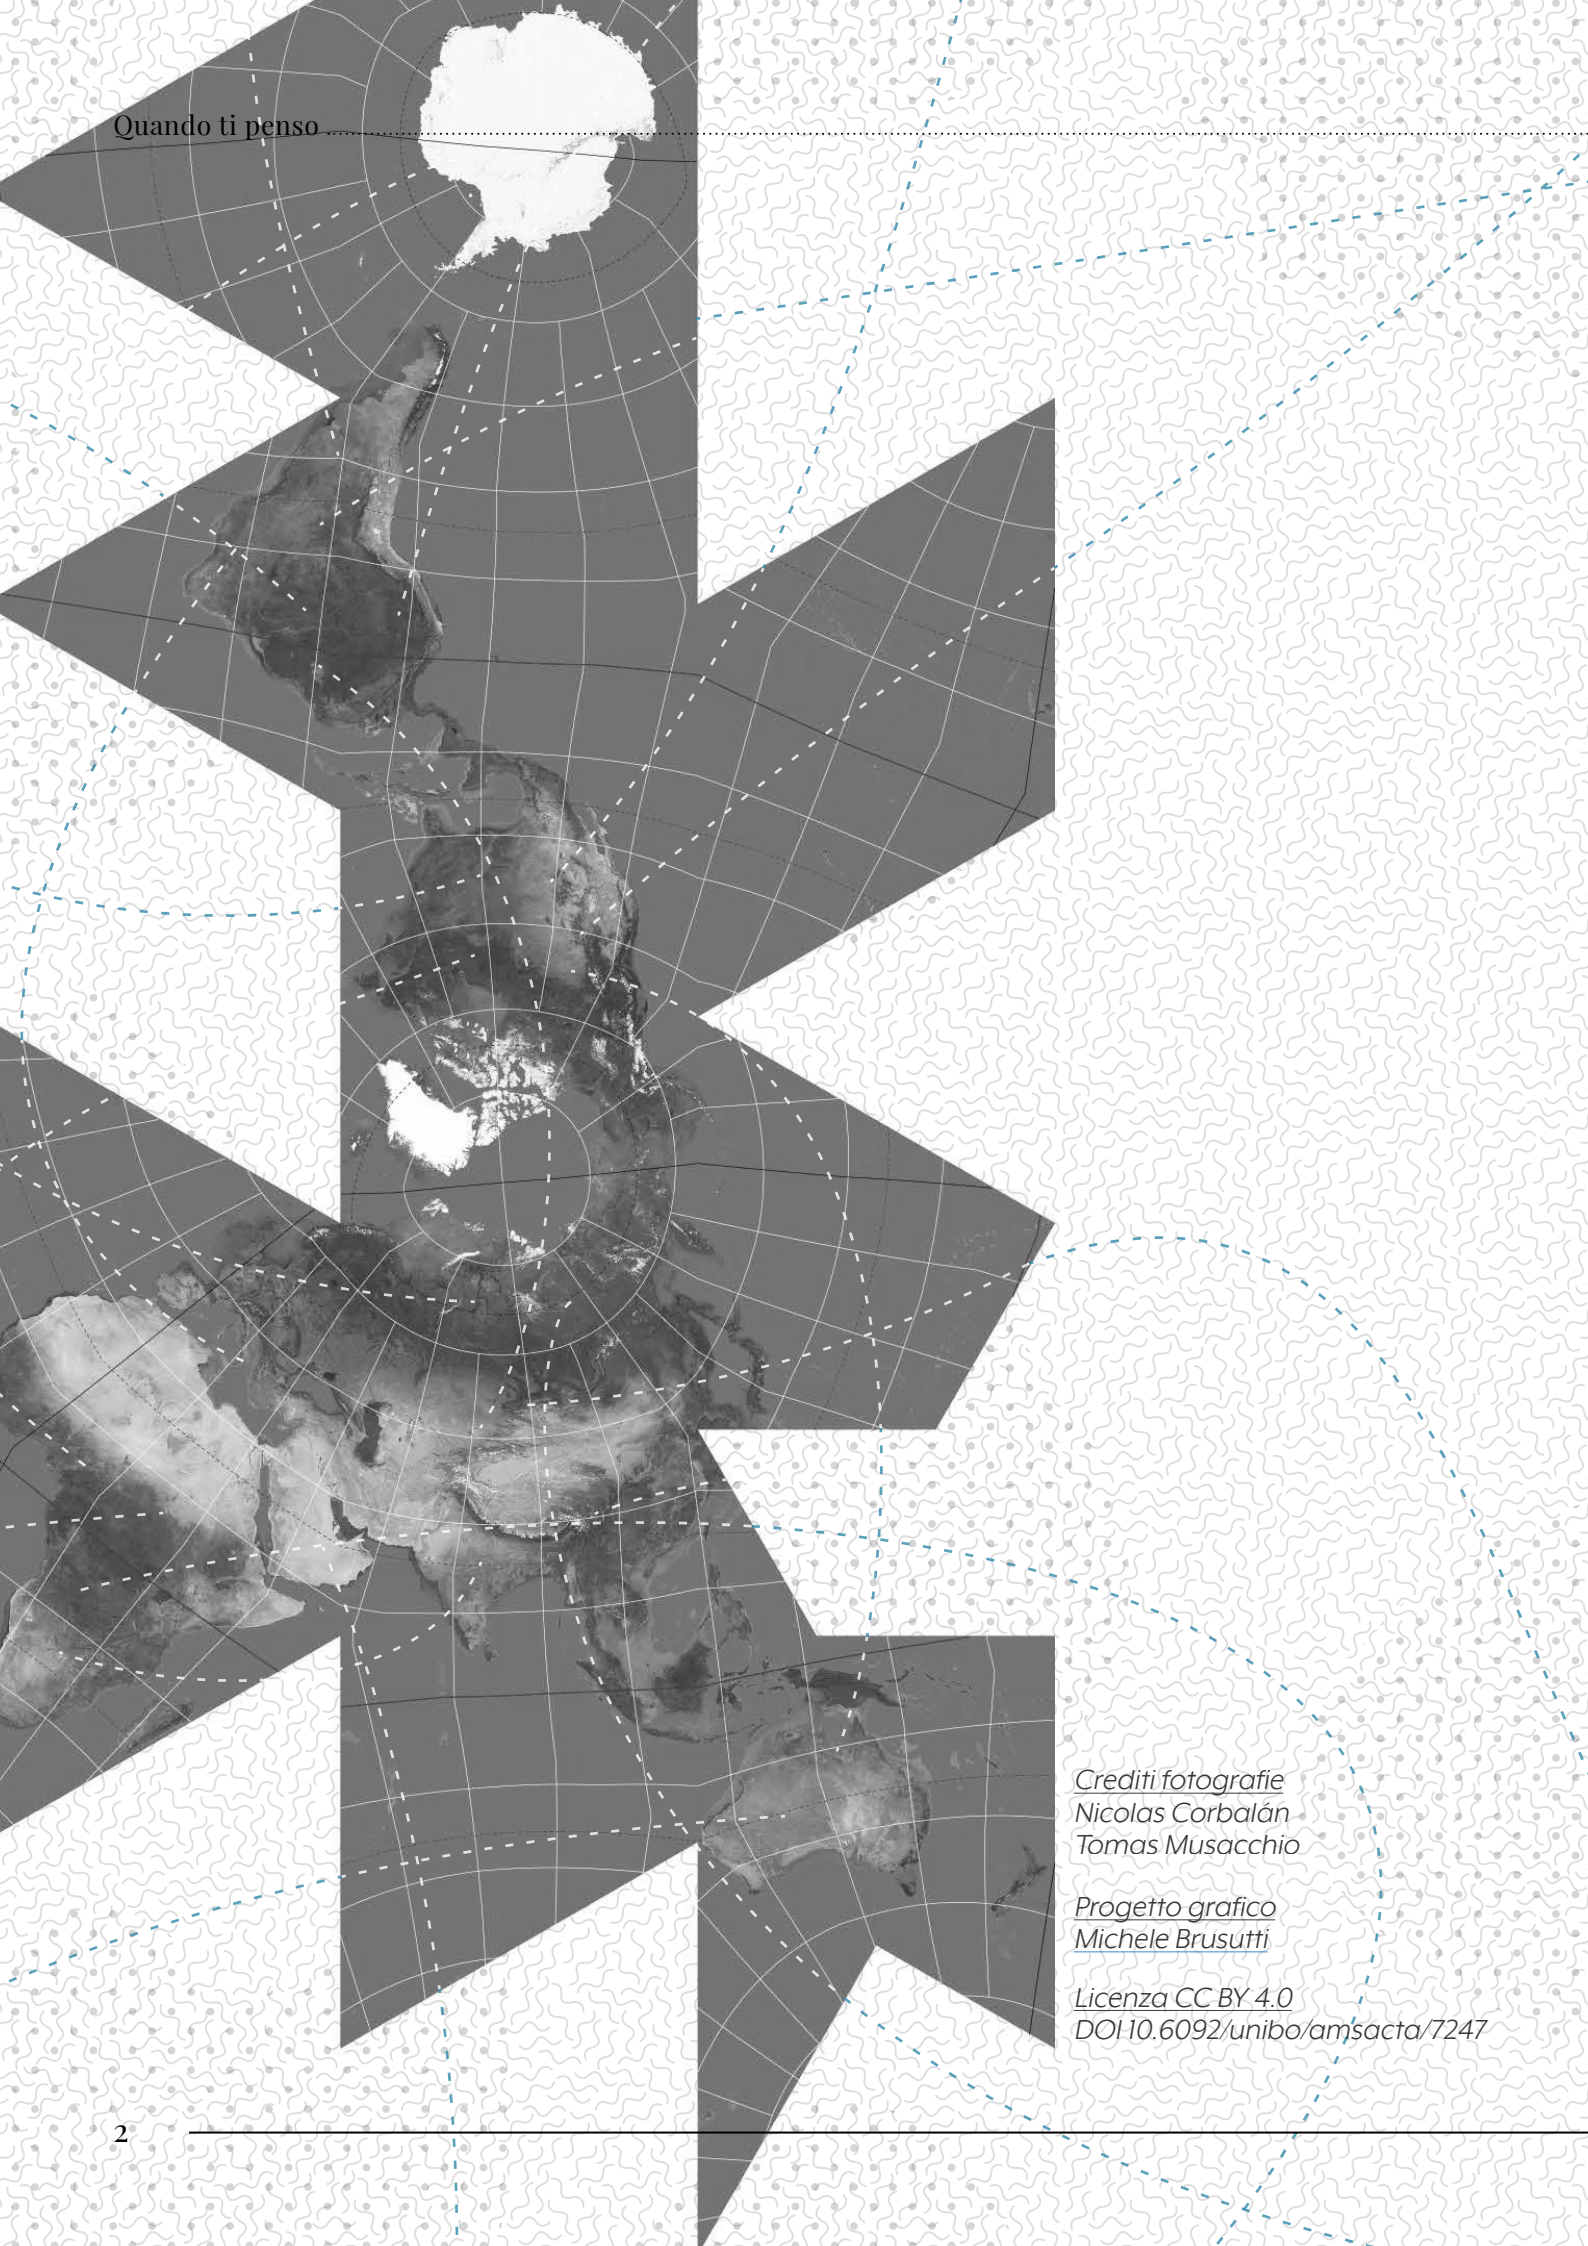 Quando ti penso
Crediti fotografie
Nicolas Corbalán
Tomas Musacchio
Progetto grafico
Michele Brusutti
Licenza CC BY 4.0
DOI 10.6092/unibo/amsacta/7247
2